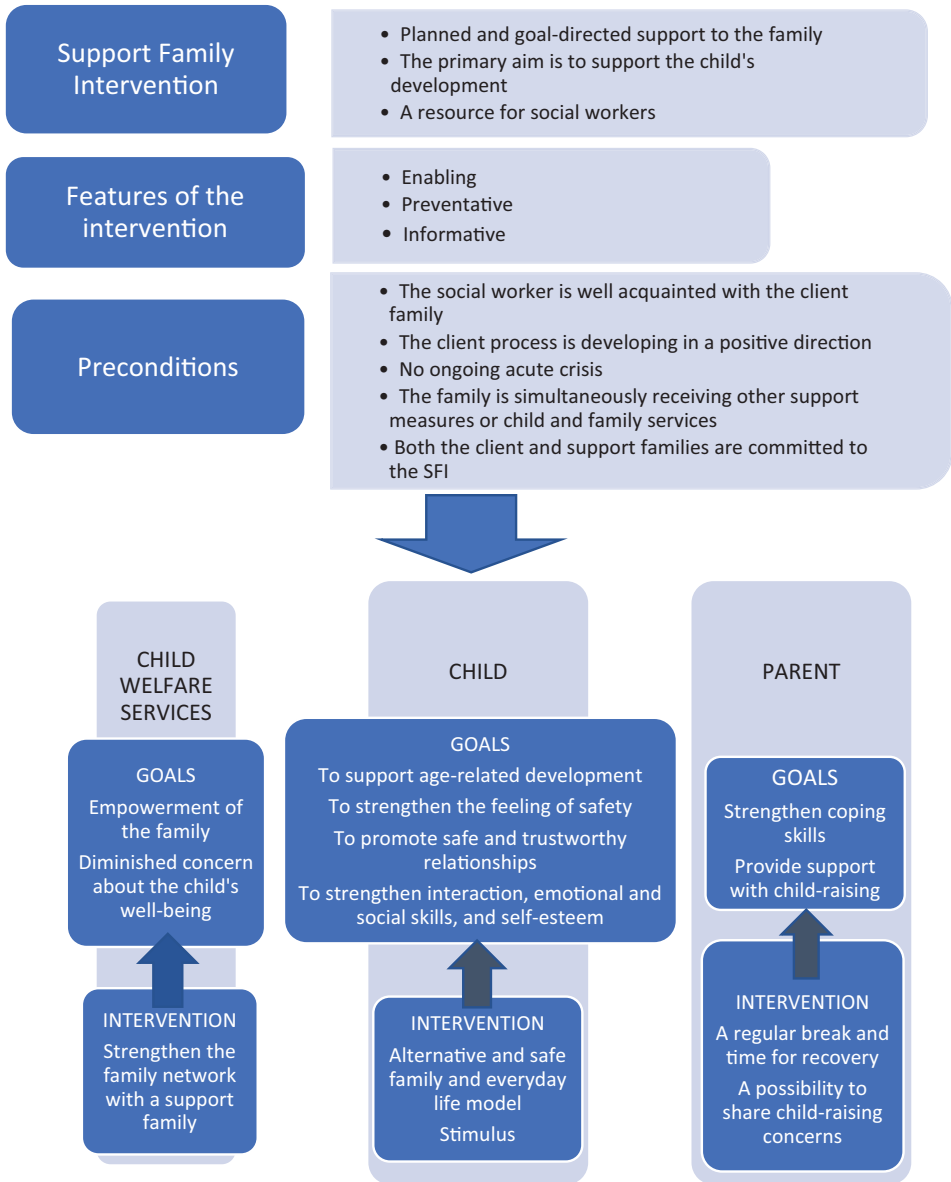 Support Family
Intervention
• Planned and goal-directed support to the family
• The primary aim is to support the child's
development
• A resource for social workers
Features of the
intervention
• Enabling
• Preventative
• Informative
Preconditions
• The social worker is well acquainted with the client
family
• The client process is developing in a positive direction
• No ongoing acute crisis
• The family is simultaneously receiving other support
measures or child and family services
• Both the client and support families are committed to
the SFI
CHILD
WELFARE
SERVICES
GOALS
Empowerment of
the family
Diminished concern
about the child's
well-being
INTERVENTION
Strengthen the
family network
with a support
family
CHILD
GOALS
To support age-related development
To strengthen the feeling of safety
To promote safe and trustworthy
relationships
To strengthen interaction, emotional and
social skills, and self-esteem
INTERVENTION
Alternative and safe
family and everyday
life model
Stimulus
PARENT
GOALS
Strengthen coping
skills
Provide support
with child-raising
INTERVENTION
A regular break and
time for recovery
A possibility to
share child-raising
concerns